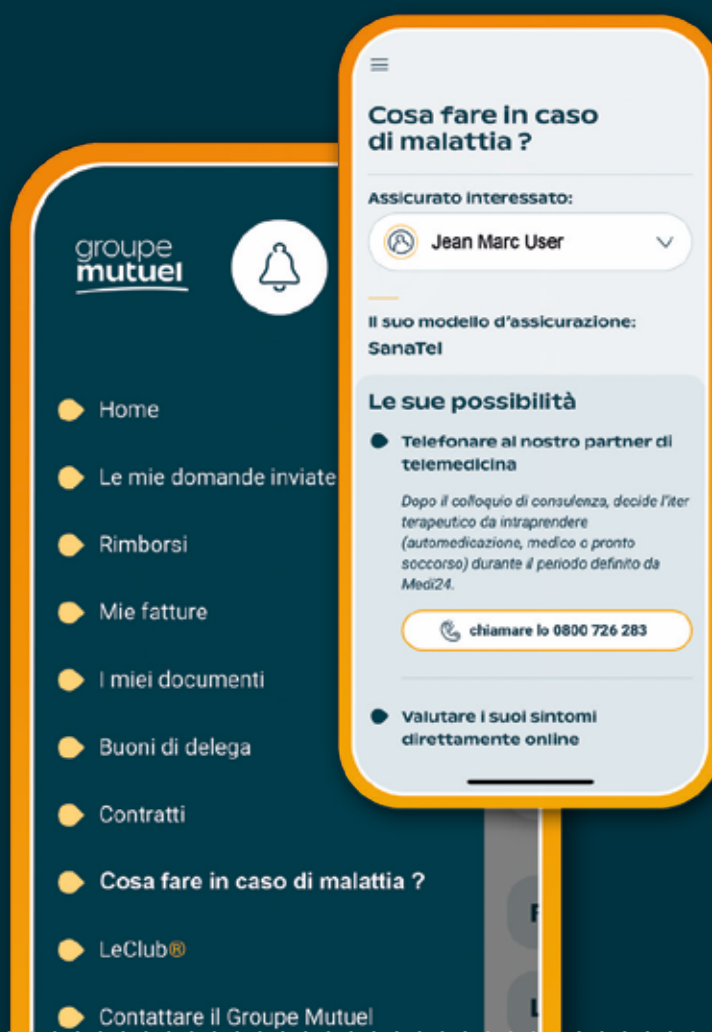 Cosa fare in caso
di malattia ?
Assicurato interessato:
Jean Marc User
Il suo modello d'assicurazione:
SanaTel
Le sue possibilità
Telefonare al nostro partner di
telemedicina
Dopo il colloquio di consulenza, decide l'iter
terapeutico da intraprendere
(automedicazione, medico o pronto
soccorso) durante il periodo definito da
Medi24.
chiamare lo 0800 726 283
Valutare i suoi sintomi
direttamente online
groupe
mutuel
Home
Le mie domande inviate
Rimborsi
Mie fatture
I miei documenti
Buoni di delega
Contratti
Cosa fare in caso di malattia ?
LeClub®
Contattare il Groupe Mutuel